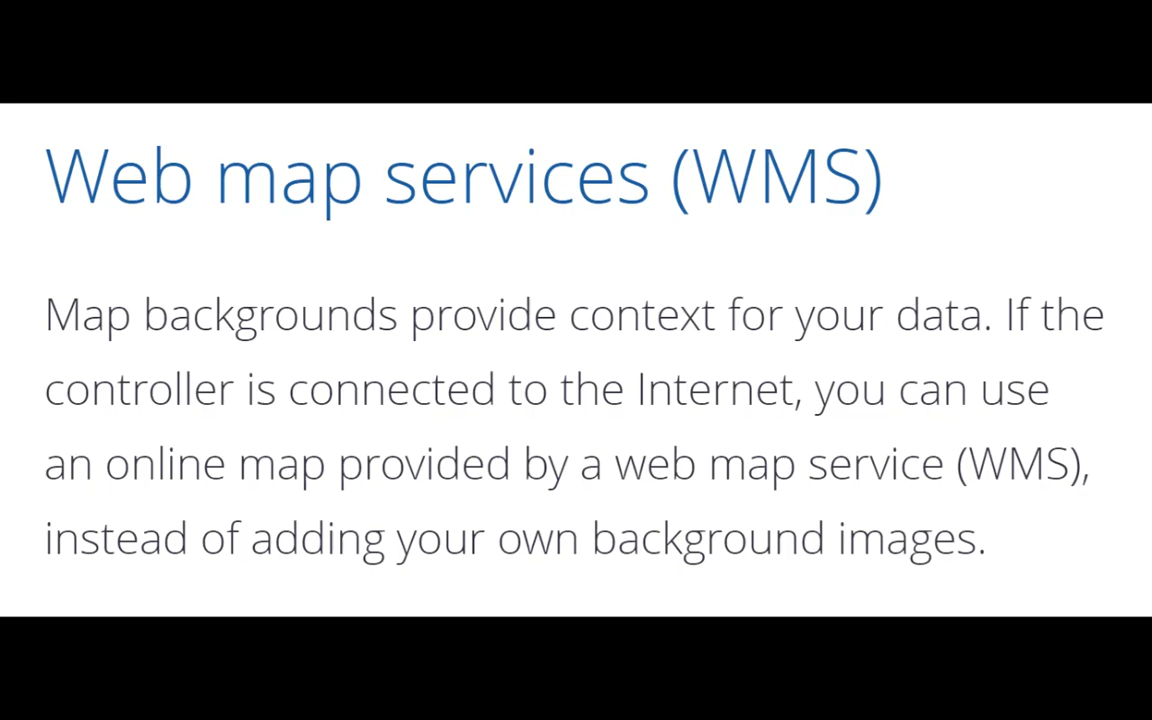 Web map services (WMS)
Map backgrounds provide context for your data. If the
controller is connected to the Internet, you can use
an online map provided by a web map service (WMS),
instead of adding your own background images.